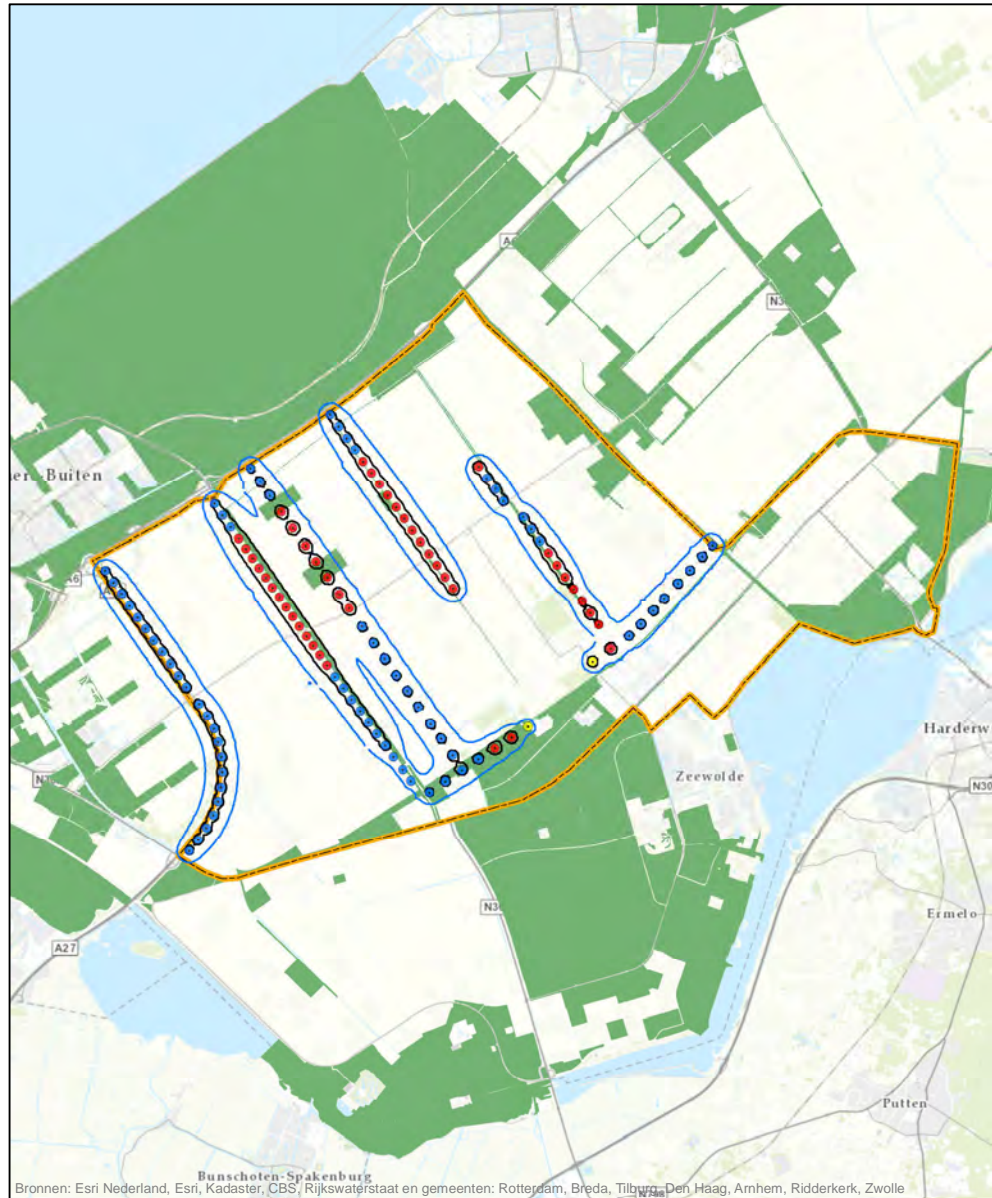 A6
Zeewolde
Harderw
N30
Ermelo
A27
Putten
Bunschoten-Spakenburg
Bronnen: Esri Nederland, Esri, Kadaster, CBS, Rijkswaterstaat en gemeenten: Rotterdam, Breda, Tilburg, Den Haag, Arnhem, Ridderkerk, Zwolle